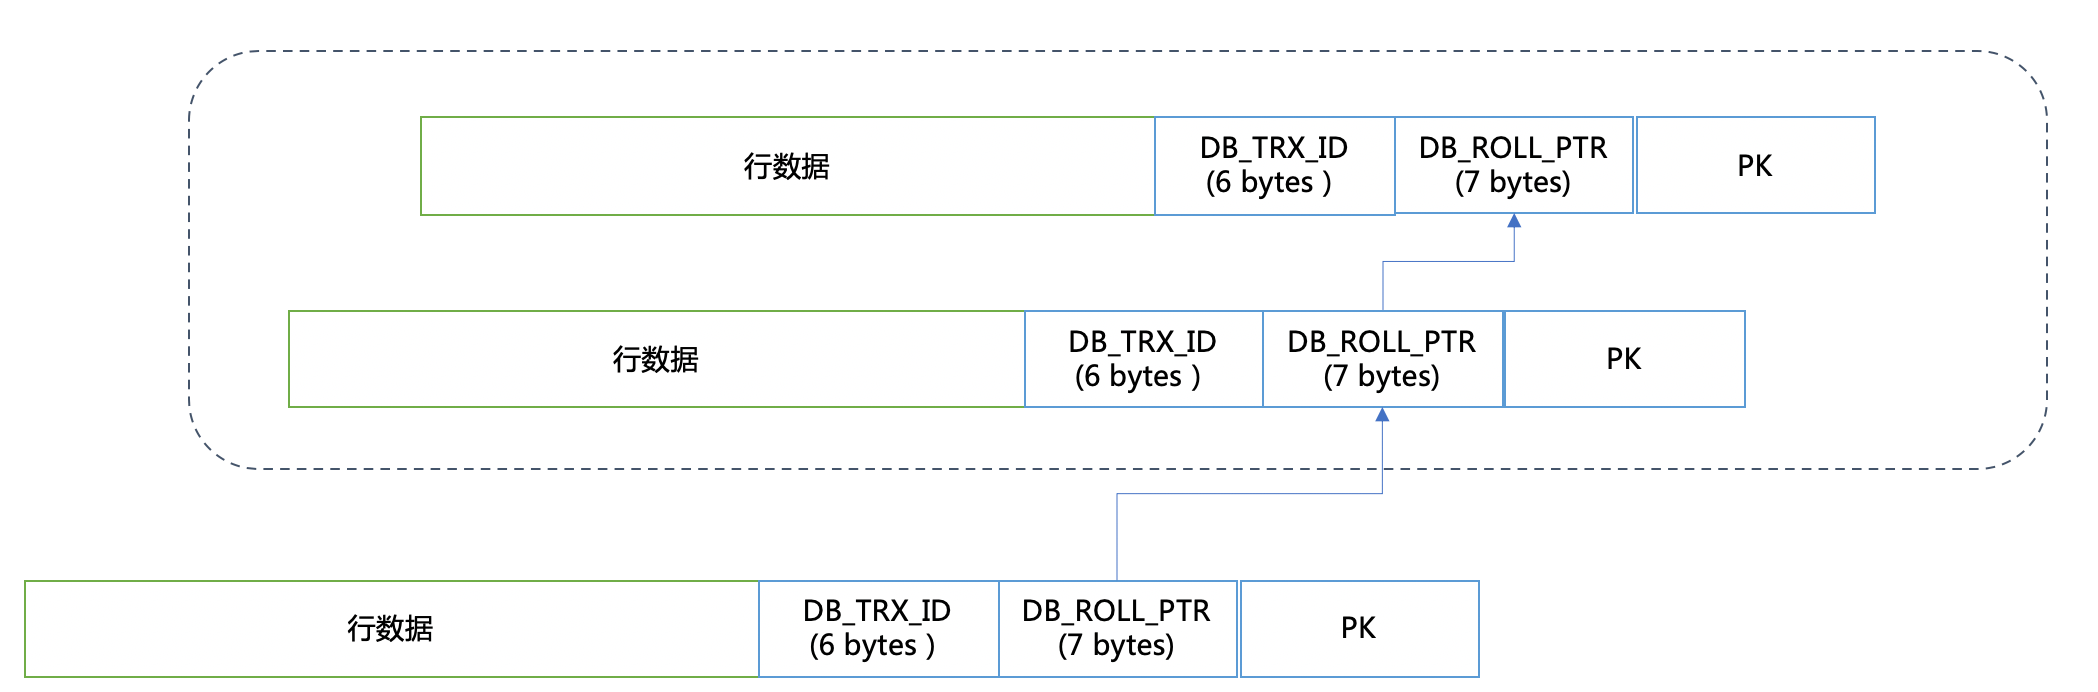 行数据
DB_TRX_ID
(6 bytes )
DB_ROLL_PTR
(7 bytes)
PK
行数据
DB_TRX_ID
(6 bytes )
DB_ROLL_PTR
(7 bytes)
PK
行数据
DB_TRX_ID
(6 bytes )
DB_ROLL_PTR
(7 bytes)
PK